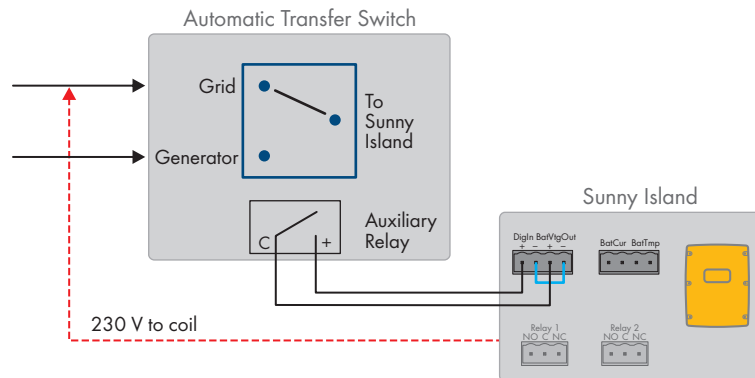 Automatic Transfer Switch
Grid
To
Sunny
Island
Generator
C
+
Auxiliary
Relay
Sunny Island
DigIn BatVtgOut
+ − + −
BatCur BatTmp
230 V to coil
Relay 1
NO C NC
Relay 2
NO C NC